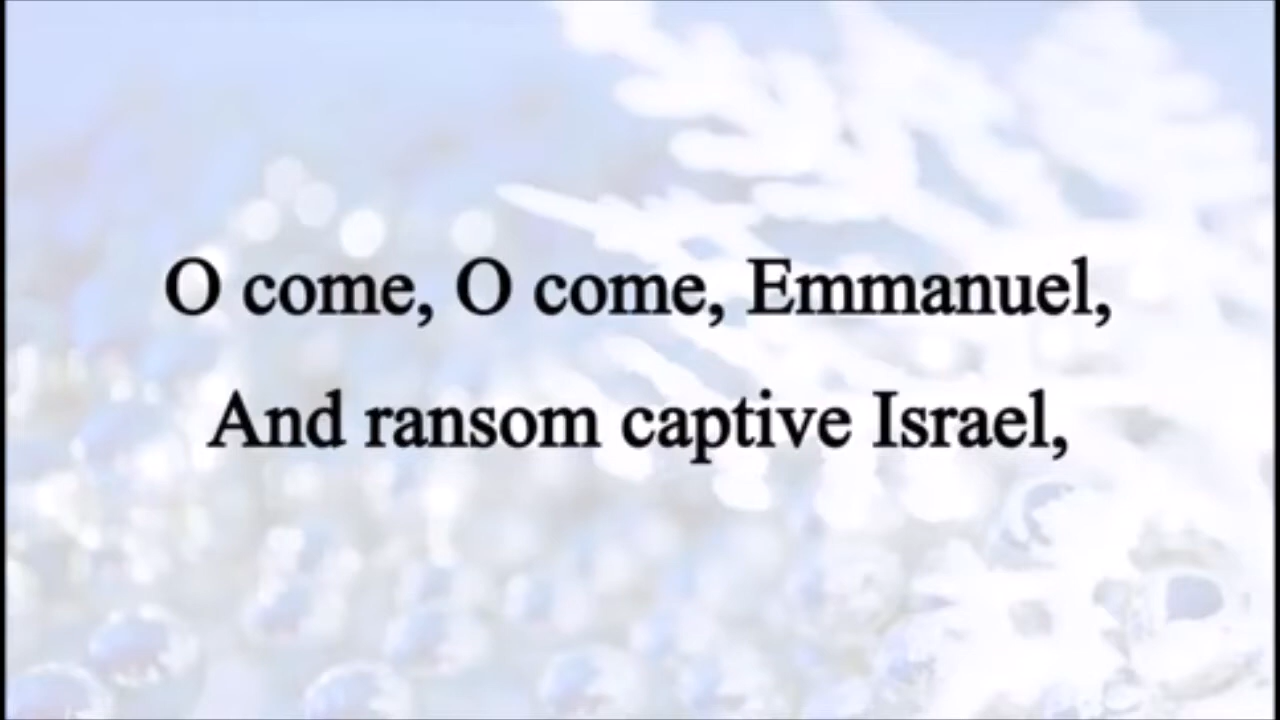 O come, O come, Emmanuel,
And ransom captive Israel,